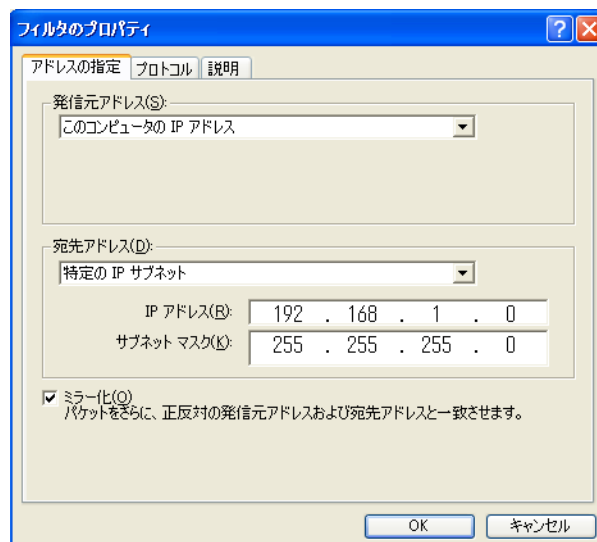 フィルタのプロパティ
アドレスの指定 プロトコル 説明
発信元アドレス(S):
このコンピュータの IP アドレス
宛先アドレス(D):
特定の IP サブネット
IP アドレス(R): 192 . 168 . 1 . 0
サブネット マスク(K): 255 . 255 . 255 . 0
ミラー化(O)
パケットをさらに、正反対の発信元アドレスおよび宛先アドレスと一致させます。
OK キャンセル